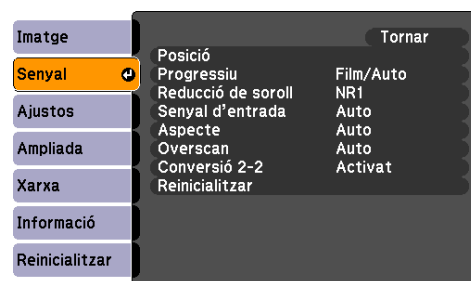 Imatge
Senyal
Ajustos
Ampliada
Xarxa
Informació
Reinicialitzar
Tornar
Posició
Progressiu Film/Auto
Reducció de soroll NR1
Senyal d'entrada Auto
Aspecte Auto
Overscan Auto
Conversió 2-2 Activat
Reinicialitzar